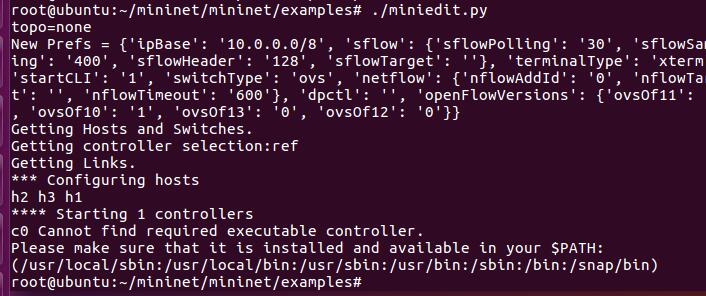 root@ubuntu:~/mininet/mininet/examples# ./miniedit.py
topo=none
New Prefs = {'ipBase': '10.0.0.0/8', 'sflow': {'sflowPolling': '30', 'sflowSam
ing': '400', 'sflowHeader': '128', 'sflowTarget': ''}, 'terminalType': 'xterm
'startCLI': '1', 'switchType': 'ovs', 'netflow': {'nflowAddId': '0', 'nflowTar
t': '', 'nflowTimeout': '600'}, 'dpctl': '', 'openFlowVersions': {'ovsOf11':
, 'ovsOf10': '1', 'ovsOf13': '0', 'ovsOf12': '0'}}
Getting Hosts and Switches.
Getting controller selection:ref
Getting Links.
*** Configuring hosts
h2 h3 h1
**** Starting 1 controllers
c0 Cannot find required executable controller.
Please make sure that it is installed and available in your $PATH:
(/usr/local/sbin:/usr/local/bin:/usr/sbin:/usr/bin:/sbin:/bin:/snap/bin)
root@ubuntu:~/mininet/mininet/examples#